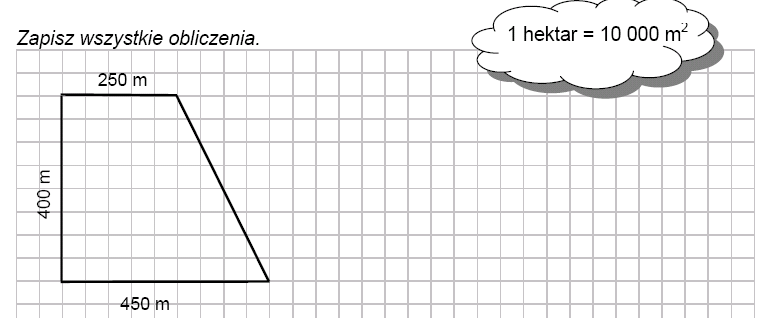 1 hektar = 10 000 m²
Zapisz wszystkie obliczenia.
250 m
400 m
450 m